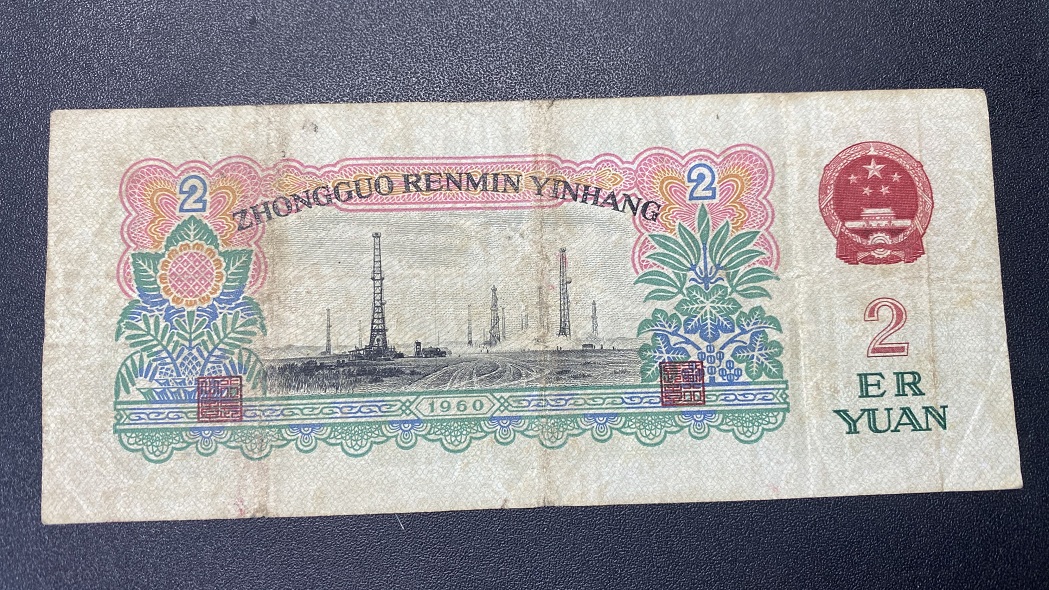 2
2
ZHONGGUO RENMIN YINHANG
1960
2
ER
YUAN